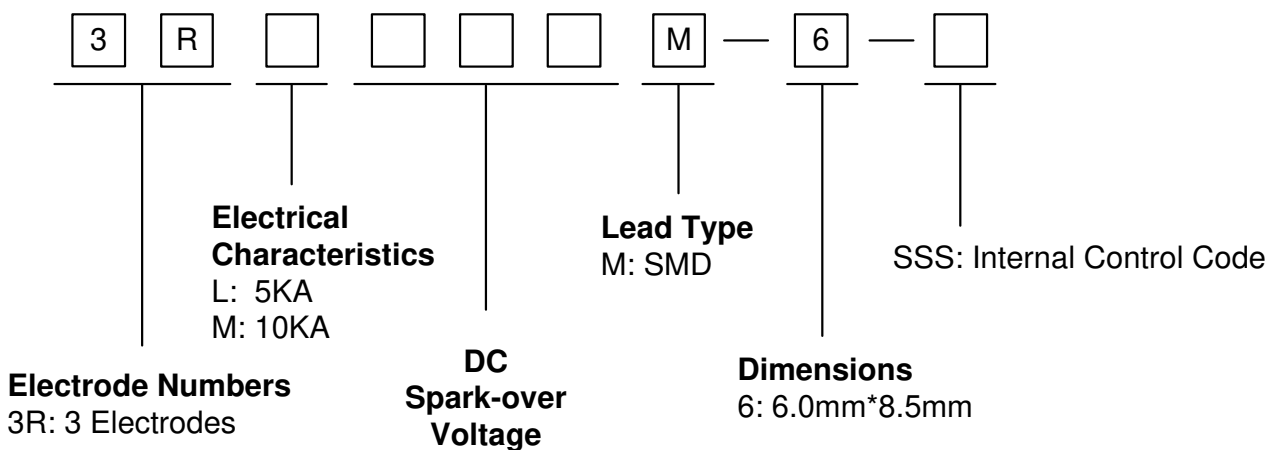 3 R M — 6 —
Electrical
Characteristics
L: 5KA
M: 10KA
Lead Type
M: SMD
SSS: Internal Control Code
Electrode Numbers
3R: 3 Electrodes
DC
Spark-over
Voltage
Dimensions
6: 6.0mm*8.5mm